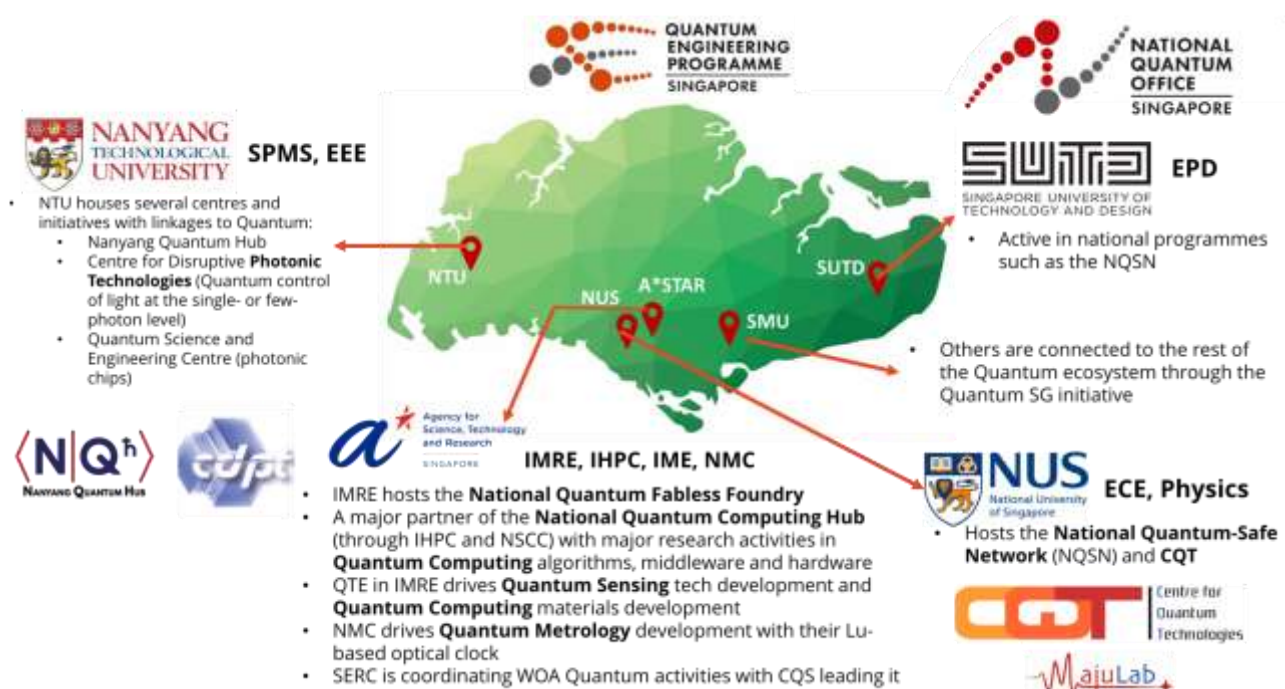 QUANTUM
ENGINEERING
PROGRAMME
SINGAPORE
NATIONAL
QUANTUM
OFFICE
SINGAPORE
NANYANG
TECHNOLOGICAL
UNIVERSITY
SPMS, EEE
• NTU houses several centres and
initiatives with linkages to Quantum:
• Nanyang Quantum Hub
• Centre for Disruptive Photonic
Technologies (Quantum control
of light at the single- or few-
photon level)
• Quantum Science and
Engineering Centre (photonic
chips)
<N|Qħ>
NANYANG QUANTUM HUB
cdpt
NTU
NUS
A*STAR
SMU
SUTD
SUTD
SINGAPORE UNIVERSITY OF
TECHNOLOGY AND DESIGN
EPD
• Active in national programmes
such as the NQSN
• Others are connected to the rest of
the Quantum ecosystem through the
Quantum SG initiative
a
Agency for
Science, Technology
and Research
SINGAPORE
IMRE, IHPC, IME, NMC
• IMRE hosts the National Quantum Fabless Foundry
• A major partner of the National Quantum Computing Hub
(through IHPC and NSCC) with major research activities in
Quantum Computing algorithms, middleware and hardware
• QTE in IMRE drives Quantum Sensing tech development and
Quantum Computing materials development
• NMC drives Quantum Metrology development with their Lu-
based optical clock
• SERC is coordinating WOA Quantum activities with CQS leading it
NUS
National University
of Singapore
ECE, Physics
• Hosts the National Quantum-Safe
Network (NQSN) and CQT
CQT
Centre for
Quantum
Technologies
MajuLab